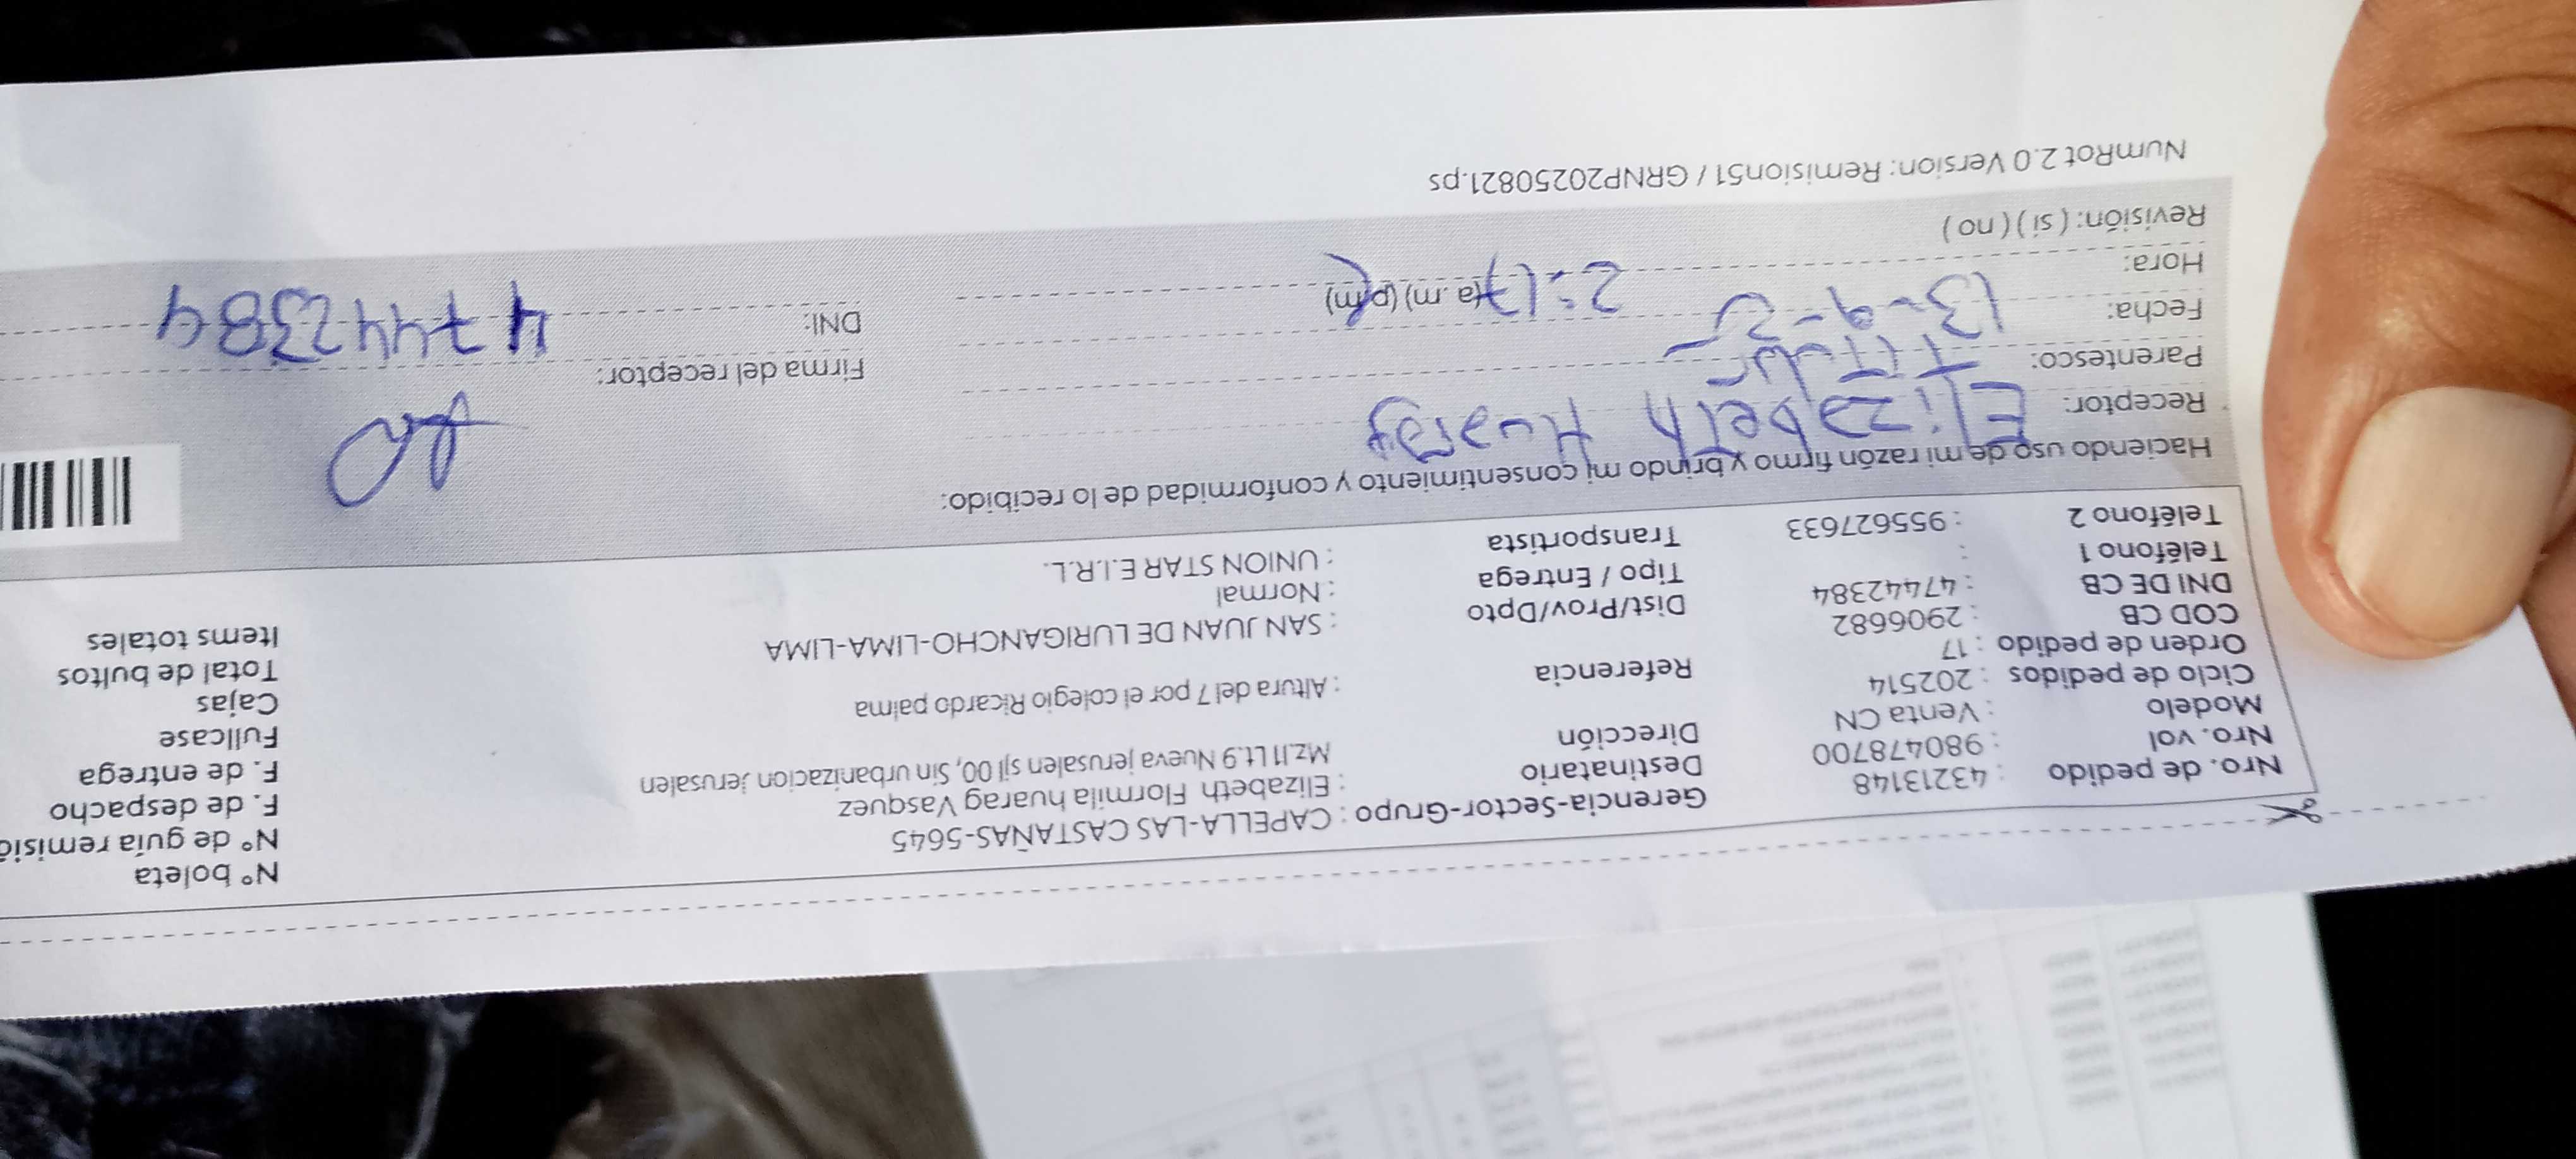 Nº boleta
Gerencia-Sector-Grupo : CAPELLA-LAS CASTAÑAS-5645
Nº de guía remisió
Nro. de pedido : 43213148
Destinatario : Elizabeth Flormila huarag Vasquez
F. de despacho
Nro. vol : 980478700
Dirección Mz.I1 Lt.9 Nueva jerusalen sjl 00, Sin urbanizacion jerusalen
F. de entrega
Modelo : Venta CN
Fullcase
Ciclo de pedidos : 202514
Referencia : Altura del 7 por el colegio Ricardo palma
Cajas
Orden de pedido : 17
Total de bultos
COD CB : 2906682
Dist/Prov/Dpto : SAN JUAN DE LURIGANCHO-LIMA-LIMA
Items totales
DNI DE CB : 47442384
Tipo / Entrega : Normal
Teléfono 1 :
Transportista : UNION STAR E.I.R.L.
Teléfono 2 : 955627633
Haciendo uso de mi razón firmo y brindo mi consentimiento y conformidad de lo recibido:
Receptor: Elizabeth Huarag
Parentesco:
Firma del receptor:
Fecha: 13-9-
DNI: 47442384
Hora: 2:17 (a.m) (p.m)
Revisión: ( si ) ( no )
NumRot 2.0 Version: Remision51 / GRNP20250821.ps